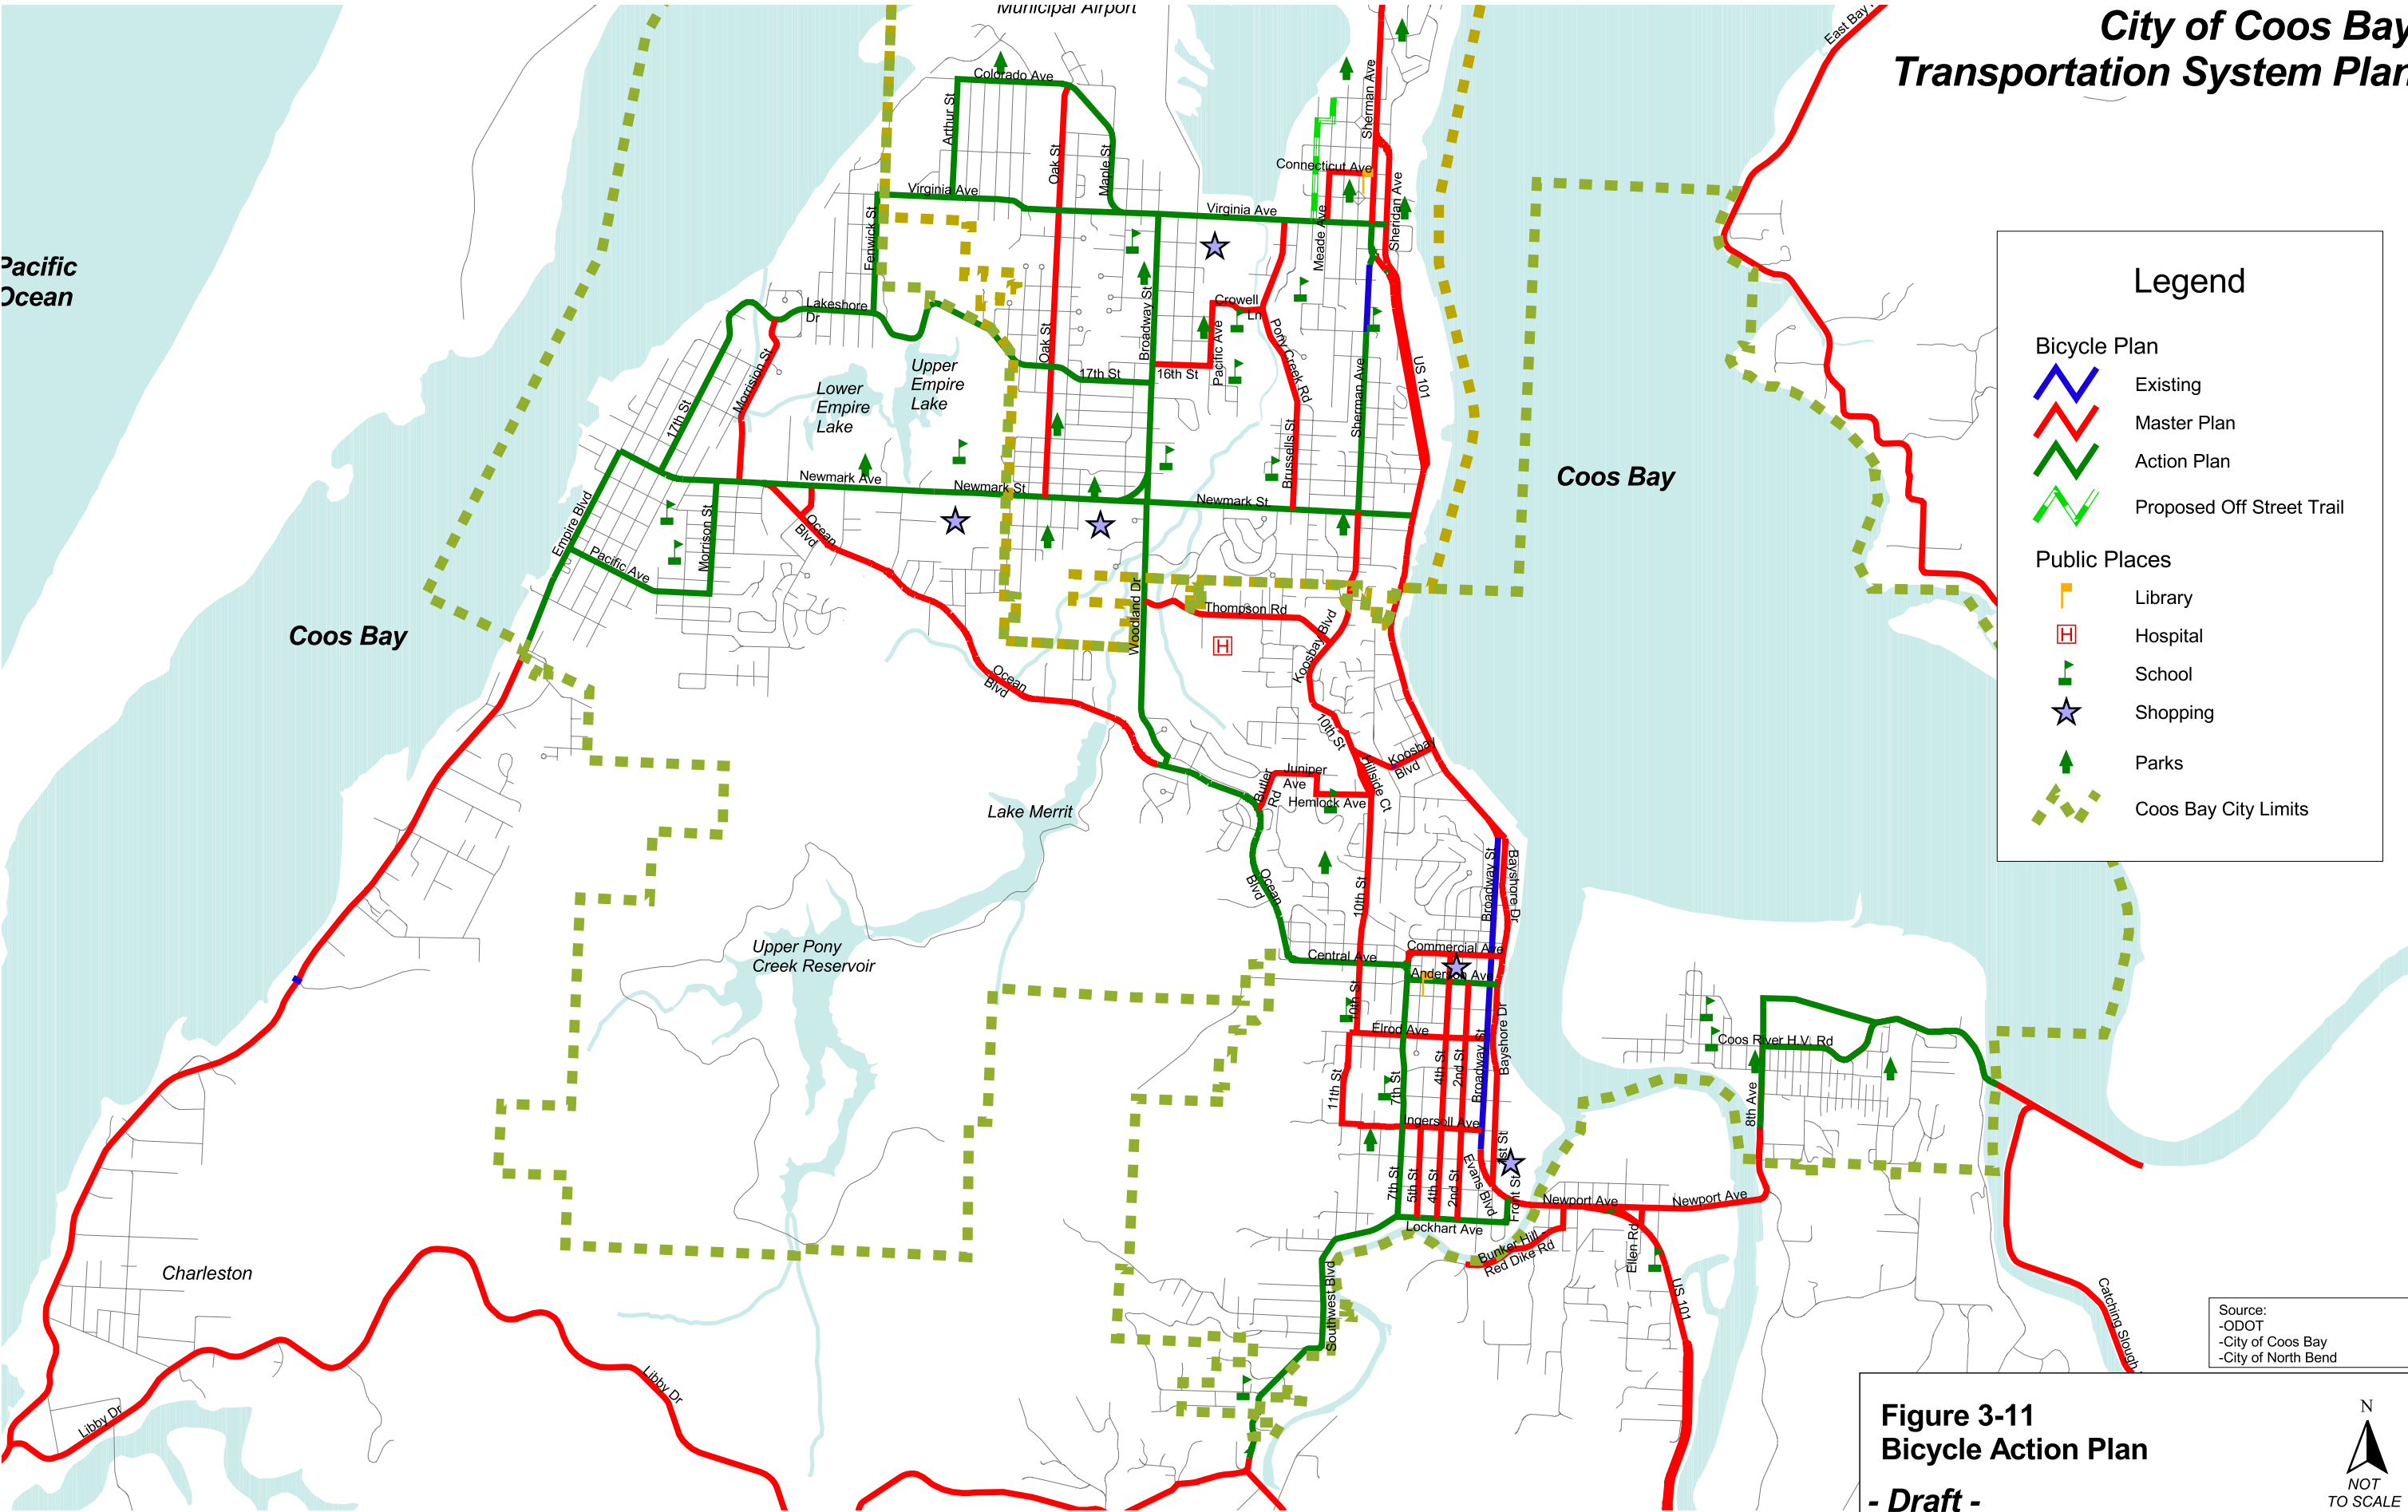 Municipal Airport
City of Coos Bay
Transportation System Plan
East Bay
Pacific
Ocean
Colorado Ave
Arthur St
Oak St
Maple St
Sherman Ave
Connecticut Ave
Virginia Ave
Virginia Ave
Fenwick St
Meade Ave
Sheridan Ave
Lakeshore
Dr
Crowell
Ln
Oak St
Broadway St
Pacific Ave
Pony Creek Rd
Morrision St
17th St
Lower
Empire
Lake
Upper
Empire
Lake
17th St
16th St
Sherman Ave
US 101
Brussells St
Newmark Ave
Newmark St
Newmark St.
Coos Bay
Empire Blvd
Pacific Ave
Morrison St
Ocean
Blvd
Coos Bay
Woodland Dr
Thompson Rd
H
Koosbay Blvd
Ocean
Blvd
10th St
Koosbay
Blvd
Hillside Ct
Butler
Rd
Juniper
Ave
Hemlock Ave
Lake Merrit
Ocean
Blvd
10th St
Broadway St
Bayshore Dr
Upper Pony
Creek Reservoir
Central Ave
Commercial Ave
Anderson Ave
10th St
Elrod Ave
11th St
7th St
4th St
2nd St
Broadway St
Bayshore Dr
Ingersoll Ave
7th St
5th St
4th St
2nd St
Evans Blvd
1st St
Front St
Lockhart Ave
Newport Ave
Newport Ave
Bunker Hill
Red Dike Rd
Ellen Rd
US 101
Coos River H.V. Rd
8th Ave
Southwest Blvd
Catching Slough
Charleston
Libby Dr
Libby Dr
Legend
Bicycle Plan
Existing
Master Plan
Action Plan
Proposed Off Street Trail
Public Places
Library
H Hospital
School
Shopping
Parks
Coos Bay City Limits
Source:
-ODOT
-City of Coos Bay
-City of North Bend
Figure 3-11
Bicycle Action Plan
- Draft -
N
NOT
TO SCALE